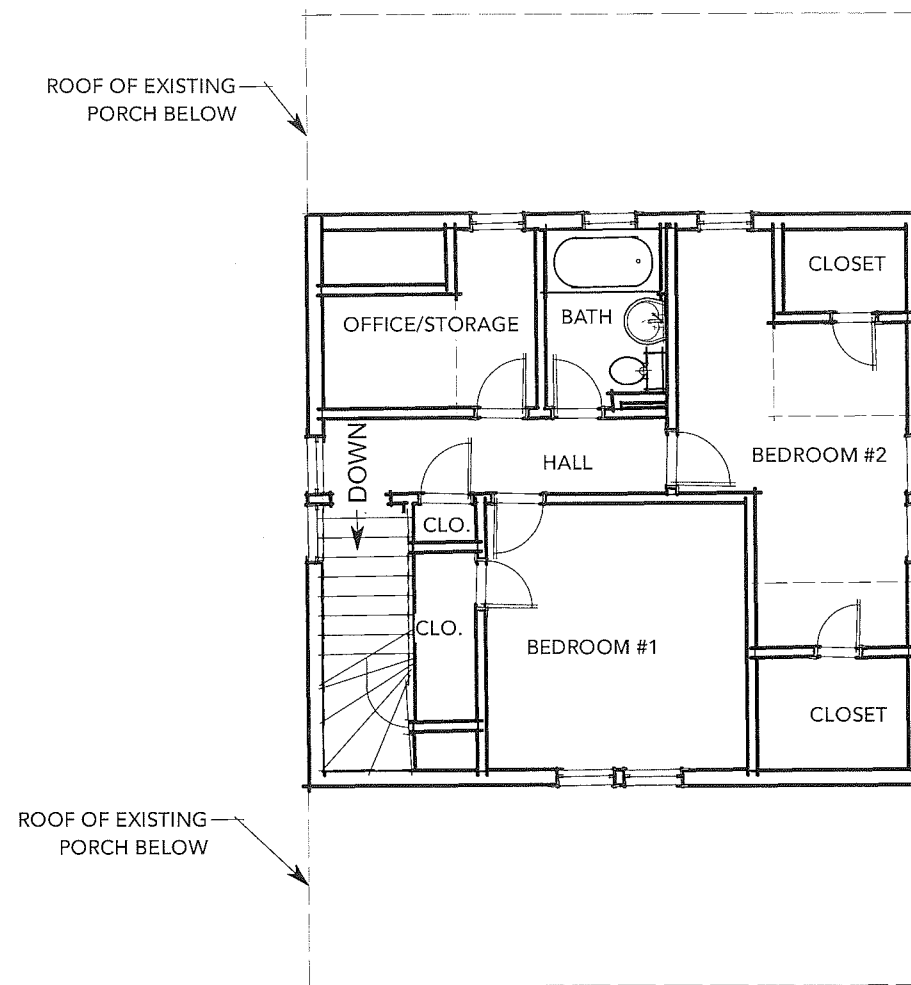 ROOF OF EXISTING
PORCH BELOW
CLOSET
OFFICE/STORAGE
BATH
DOWN
HALL
BEDROOM #2
CLO.
CLO.
BEDROOM #1
CLOSET
ROOF OF EXISTING
PORCH BELOW